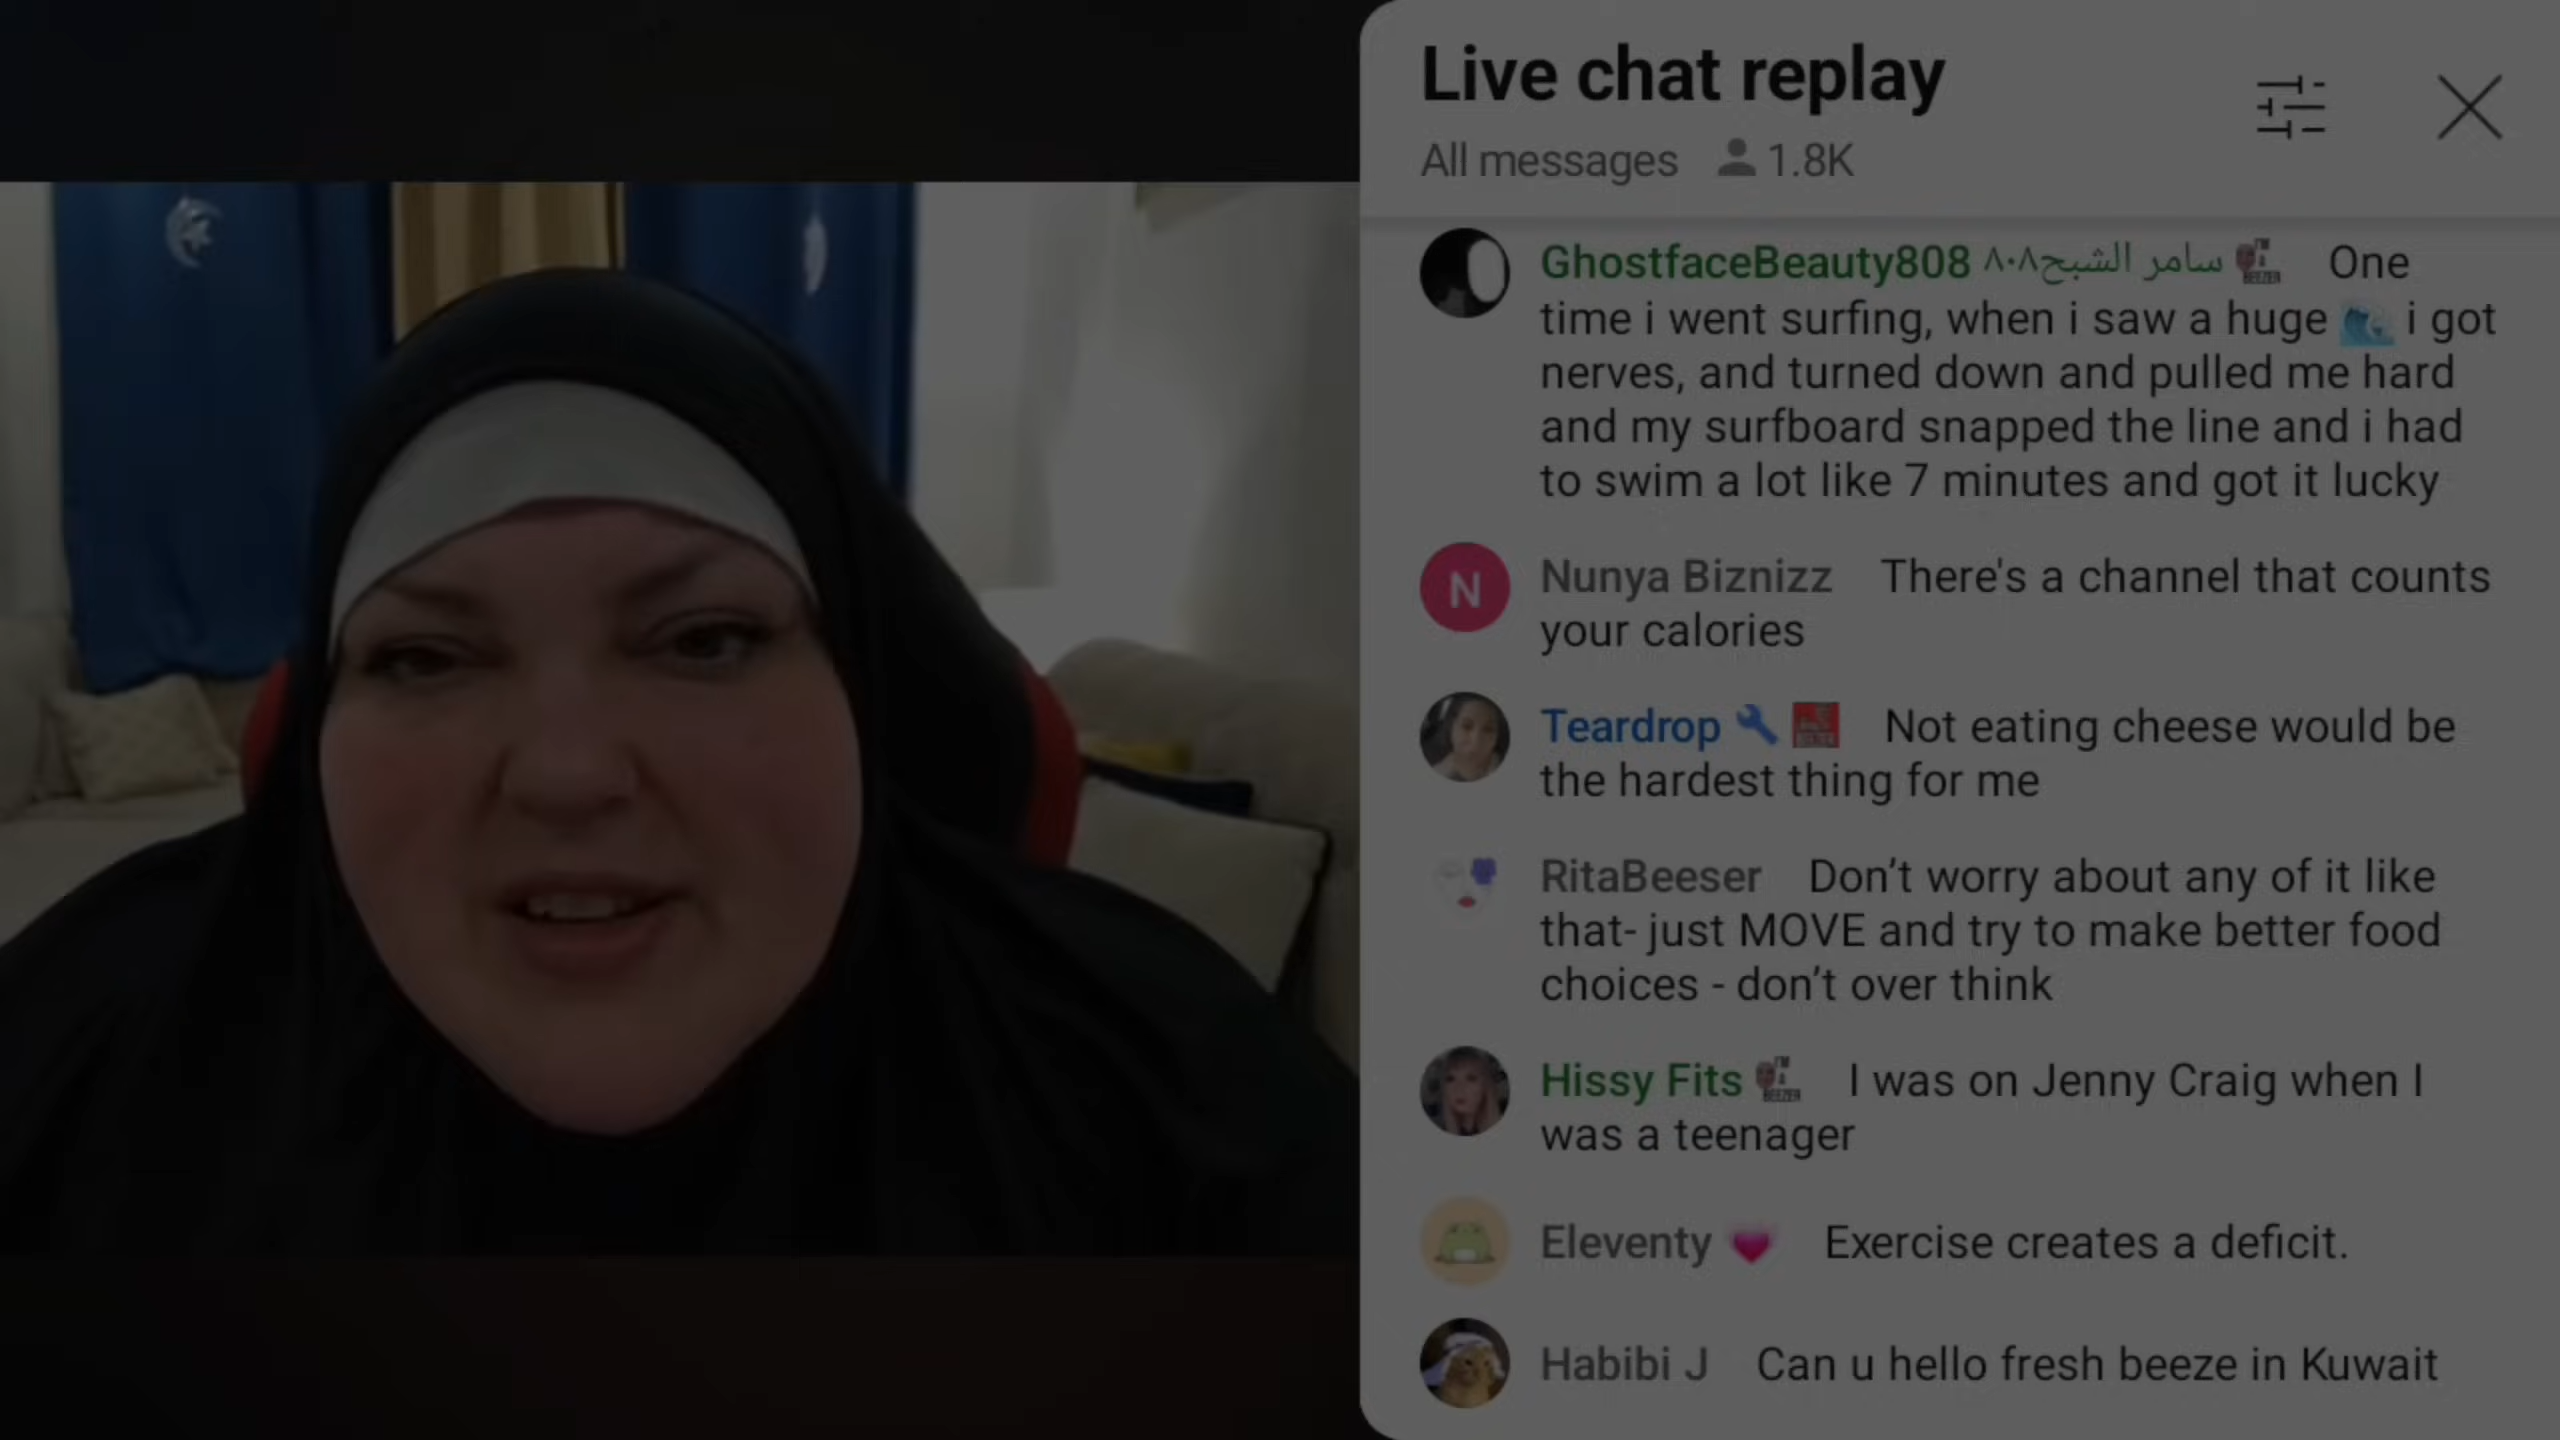 Live chat replay
All messages 1.8K
GhostfaceBeauty808 سامر الشبح٨٠٨ One
time i went surfing, when i saw a huge 🌊 i got
nerves, and turned down and pulled me hard
and my surfboard snapped the line and i had
to swim a lot like 7 minutes and got it lucky
N
Nunya Biznizz There's a channel that counts
your calories
Teardrop 🔧 Not eating cheese would be
the hardest thing for me
RitaBeeser Don’t worry about any of it like
that- just MOVE and try to make better food
choices - don’t over think
Hissy Fits I was on Jenny Craig when I
was a teenager
Eleventy 💗 Exercise creates a deficit.
Habibi J Can u hello fresh beeze in Kuwait